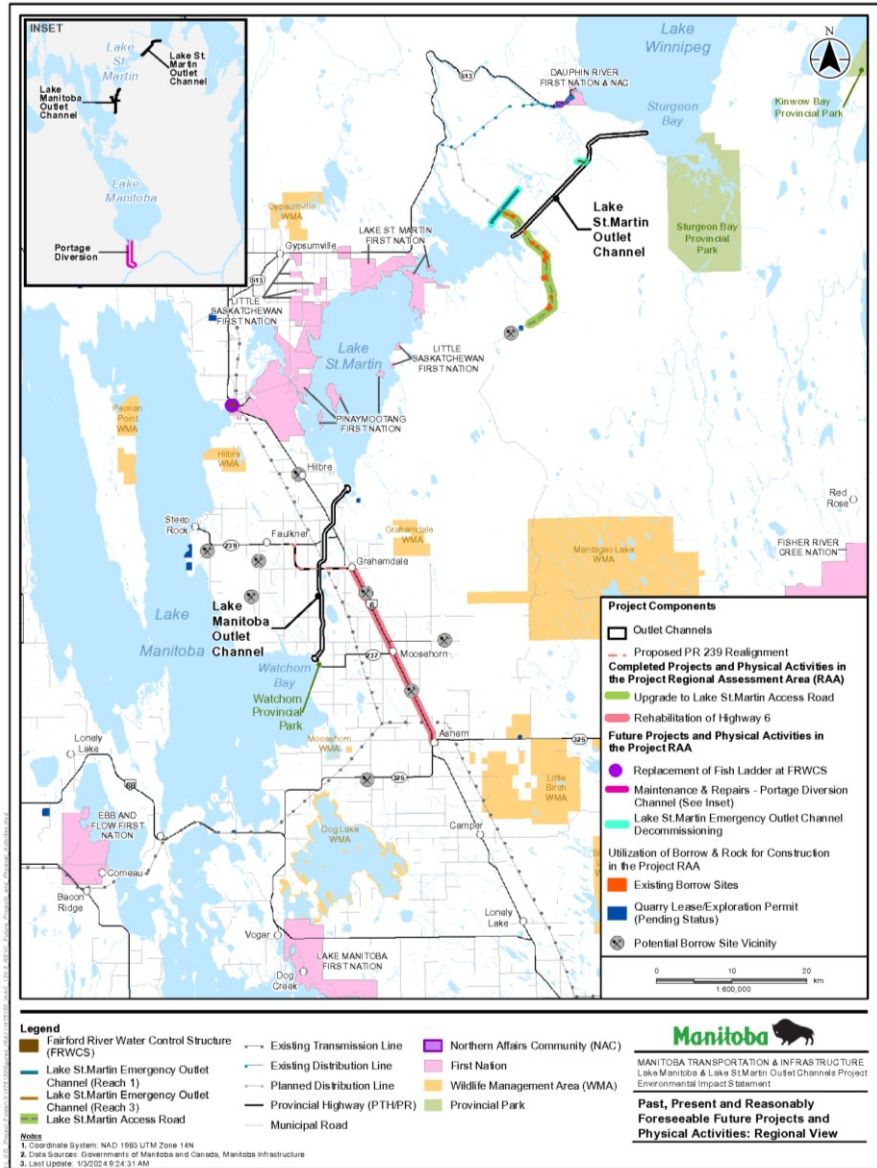 INSET
Lake St. Martin
Lake St. Martin Outlet Channel
Lake Manitoba Outlet Channel
Lake Manitoba
Portage Diversion
N
Lake Winnipeg
513
DAUPHIN RIVER
FIRST NATION & NAC
Sturgeon Bay
Kinwow Bay
Provincial Park
Lake
St.Martin
Outlet
Channel
Sturgeon Bay
Provincial
Park
Gypsumville
WMA
LAKE ST. MARTIN
FIRST NATION
Gypsumville
513
LITTLE
SASKATCHEWAN
FIRST NATION
Lake
St.Martin
LITTLE
SASKATCHEWAN
FIRST NATION
Peonan
Point
WMA
PINAYMOOTANG
FIRST NATION
Hilbre
WMA
Hilbre
Steep
Rock
Faulkner
239
Grahamdale
WMA
Red
Rose
Mantagao Lake
WMA
FISHER RIVER
CREE NATION
Grahamdale
Lake
Manitoba
Lake
Manitoba
Outlet
Channel
6
237
Moosehorn
Watchorn
Bay
Watchorn
Provincial
Park
Moosehorn
WMA
Ashern
325
325
Lonely
Lake
68
Little
Birch
WMA
EBB AND
FLOW FIRST
NATION
Dog Lake
WMA
Camper
Comeau
Bacon
Ridge
Lonely
Lake
Vogar
LAKE MANITOBA
FIRST NATION
Dog
Creek
Project Components
Outlet Channels
Proposed PR 239 Realignment
Completed Projects and Physical Activities in
the Project Regional Assessment Area (RAA)
Upgrade to Lake St.Martin Access Road
Rehabilitation of Highway 6
Future Projects and Physical Activities in
the Project RAA
Replacement of Fish Ladder at FRWCS
Maintenance & Repairs - Portage Diversion
Channel (See Inset)
Lake St.Martin Emergency Outlet Channel
Decommissioning
Utilization of Borrow & Rock for Construction
in the Project RAA
Existing Borrow Sites
Quarry Lease/Exploration Permit
(Pending Status)
Potential Borrow Site Vicinity
0 10 20
km
1:600,000
Legend
Fairford River Water Control Structure
(FRWCS)
Lake St.Martin Emergency Outlet
Channel (Reach 1)
Lake St.Martin Emergency Outlet
Channel (Reach 3)
Lake St.Martin Access Road
Existing Transmission Line
Existing Distribution Line
Planned Distribution Line
Provincial Highway (PTH/PR)
Municipal Road
Northern Affairs Community (NAC)
First Nation
Wildlife Management Area (WMA)
Provincial Park
Notes
1. Coordinate System: NAD 1983 UTM Zone 14N
2. Data Sources: Governments of Manitoba and Canada, Manitoba Infrastructure
3. Last Update: 1/3/2024 9:24:31 AM
Manitoba
MANITOBA TRANSPORTATION & INFRASTRUCTURE
Lake Manitoba & Lake St.Martin Outlet Channels Project
Environmental Impact Statement
Past, Present and Reasonably
Foreseeable Future Projects and
Physical Activities: Regional View